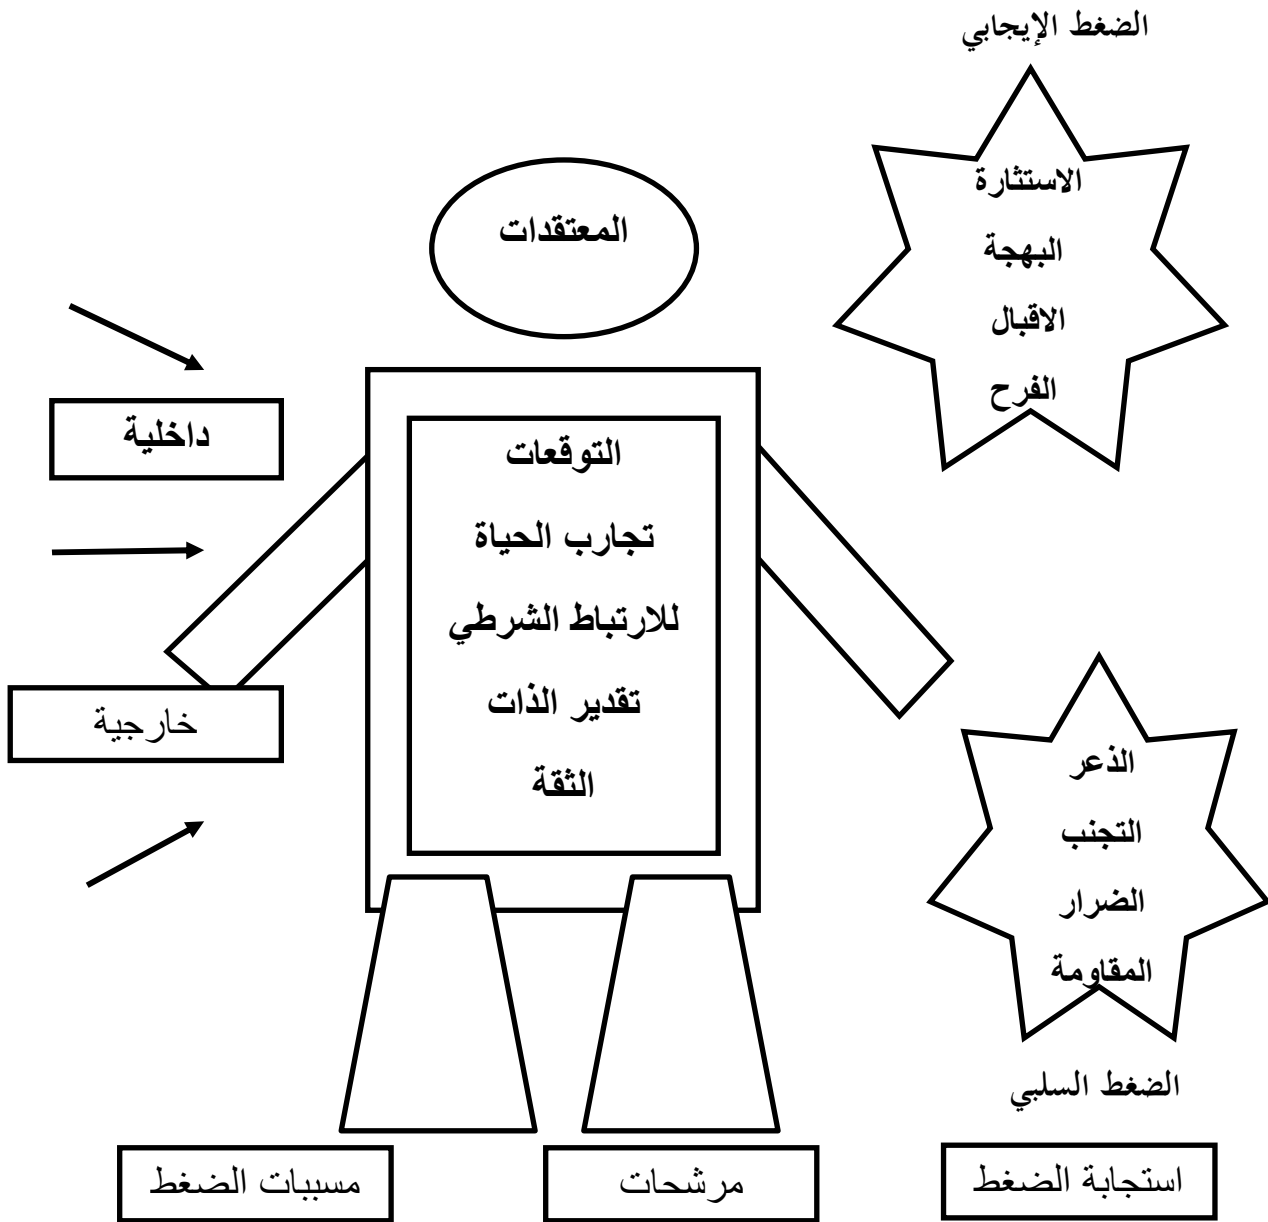 الضغط الإيجابي
الاستثارة
البهجة
الاقبال
الفرح
المعتقدات
التوقعات
تجارب الحياة
للارتباط الشرطي
تقدير الذات
الثقة
داخلية
خارجية
الذعر
التجنب
الضرار
المقاومة
الضغط السلبي
استجابة الضغط
مرشحات
مسببات الضغط